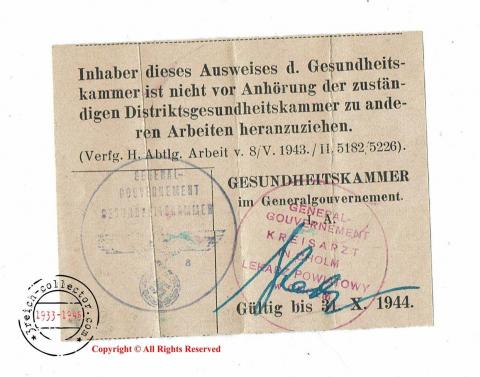 Inhaber dieses Ausweises d. Gesundheits-
kammer ist nicht vor Anhörung der zustän-
digen Distriktsgesundheitskammer zu ande-
ren Arbeiten heranzuziehen.
(Verfg. H. Abtlg. Arbeit v. 8/V. 1943./II. 5182/5226).
GENERAL-
GOUVERNEMENT
GESUNDHEITSKAMMER
8
GESUNDHEITSKAMMER
im Generalgouvernement.
I. A.
GENERAL-
GOUVERNEMENT
KREISARZT
IN CHOLM
LEKARZ POWIATOWY
Gültig bis 31. X. 1944.
3reich-collector.com
1933-1945
Copyright © All Rights Reserved